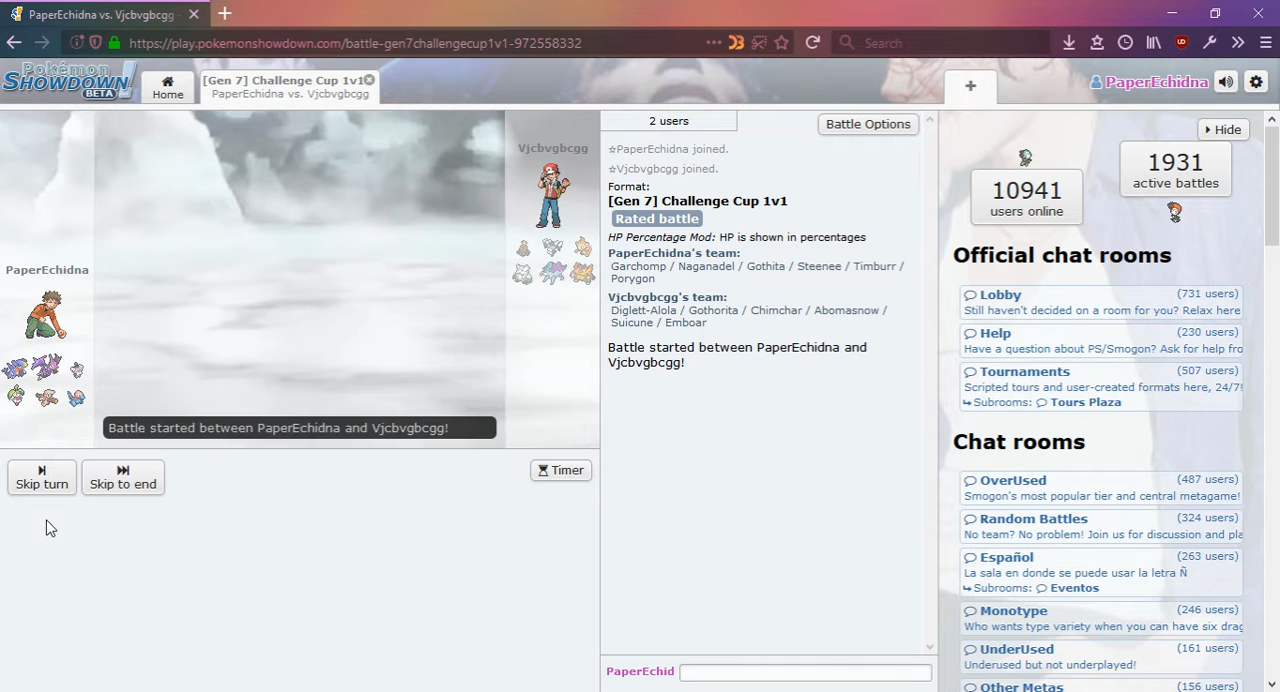 PaperEchidna vs. Vjcbvgbcgg
https://play.pokemonshowdown.com/battle-gen7challengecup1v1-972558332
Search
Pokémon
SHOWDOWN
BETA
Home
[Gen 7] Challenge Cup 1v1
PaperEchidna vs. Vjcbvgbcgg
PaperEchidna
Vjcbvgbcgg
PaperEchidna
Battle started between PaperEchidna and Vjcbvgbcgg!
Skip turn
Skip to end
Timer
2 users
Battle Options
☆PaperEchidna joined.
☆Vjcbvgbcgg joined.
Format:
[Gen 7] Challenge Cup 1v1
Rated battle
HP Percentage Mod: HP is shown in percentages
PaperEchidna's team:
Garchomp / Naganadel / Gothita / Steenee / Timburr /
Porygon
Vjcbvgbcgg's team:
Diglett-Alola / Gothorita / Chimchar / Abomasnow /
Suicune / Emboar
Battle started between PaperEchidna and
Vjcbvgbcgg!
PaperEchid
Hide
10941
users online
1931
active battles
Official chat rooms
Lobby (731 users)
Still haven't decided on a room for you? Relax here
Help (230 users)
Have a question about PS/Smogon? Ask for help fro
Tournaments (507 users)
Scripted tours and user-created formats here, 24/7!
Subrooms: Tours Plaza
Chat rooms
OverUsed (487 users)
Smogon's most popular tier and central metagame!
Random Battles (324 users)
No team? No problem! Join us for discussion and pla
Español (263 users)
La sala en donde se puede usar la letra Ñ
Subrooms: Eventos
Monotype (246 users)
Who wants type variety when you can have six drag
UnderUsed (161 users)
Underused but not underplayed!
Other Metas (156 users)